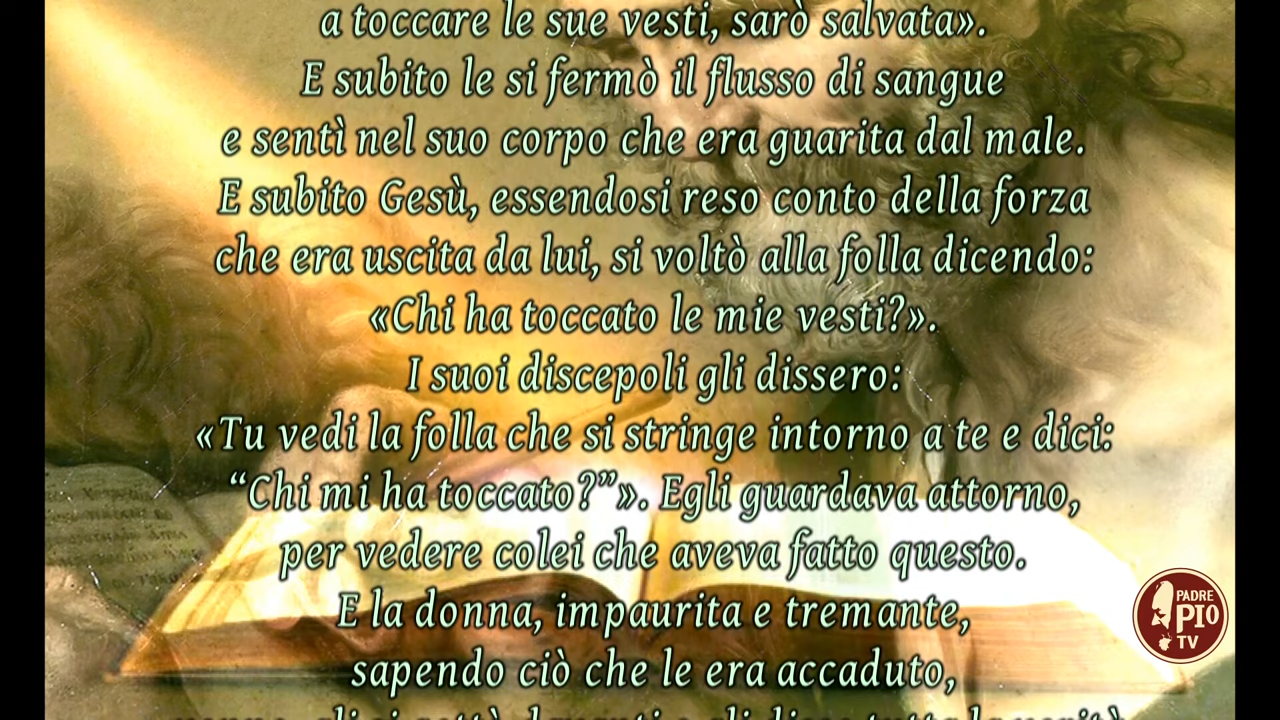 a toccare le sue vesti, sarò salvata».
E subito le si fermò il flusso di sangue
e sentì nel suo corpo che era guarita dal male.
E subito Gesù, essendosi reso conto della forza
che era uscita da lui, si voltò alla folla dicendo:
«Chi ha toccato le mie vesti?».
I suoi discepoli gli dissero:
«Tu vedi la folla che si stringe intorno a te e dici:
“Chi mi ha toccato?”». Egli guardava attorno,
per vedere colei che aveva fatto questo.
E la donna, impaurita e tremante,
sapendo ciò che le era accaduto,
PADRE
PIO
TV